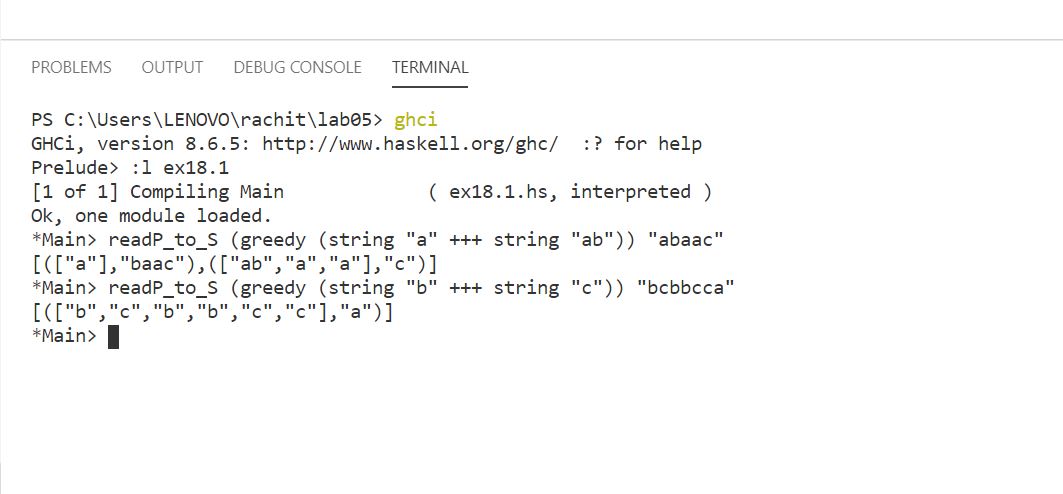 PROBLEMS OUTPUT DEBUG CONSOLE TERMINAL
PS C:\Users\LENOVO\rachit\lab05> ghci
GHCi, version 8.6.5: http://www.haskell.org/ghc/  :? for help
Prelude> :l ex18.1
[1 of 1] Compiling Main             ( ex18.1.hs, interpreted )
Ok, one module loaded.
*Main> readP_to_S (greedy (string "a" +++ string "ab")) "abaac"
[(["a"],"baac"),(["ab","a","a"],"c")]
*Main> readP_to_S (greedy (string "b" +++ string "c")) "bcbbcca"
[(["b","c","b","b","c","c"],"a")]
*Main>